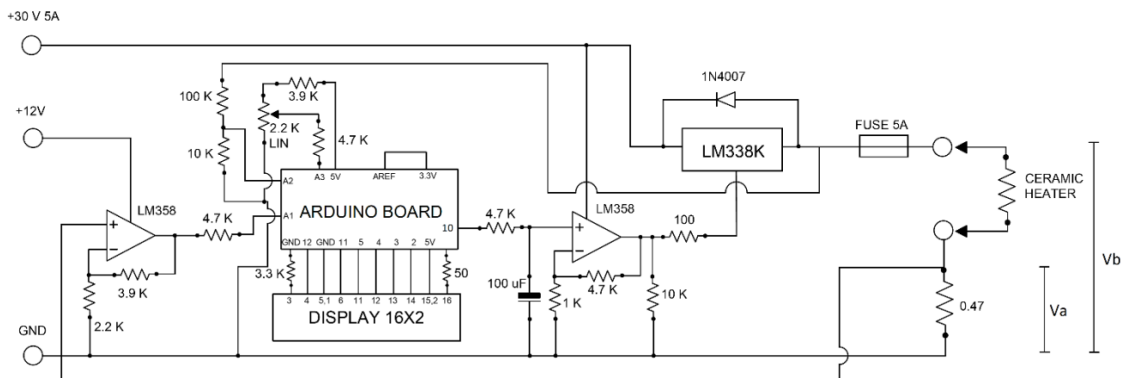 +30 V 5A
+12V
GND
100 K
10 K
2.2 K
LIN
3.9 K
4.7 K
A3 5V AREF 3.3V
A2
A1
ARDUINO BOARD
10
GND 12 GND 11 5 4 3 2 5V
3.3 K
50
3 4 5,1 6 11 12 13 14 15,2 16
DISPLAY 16X2
LM358
4.7 K
3.9 K
2.2 K
4.7 K
LM358
100
100 uF
1 K
4.7 K
10 K
1N4007
LM338K
FUSE 5A
CERAMIC
HEATER
0.47
Va
Vb